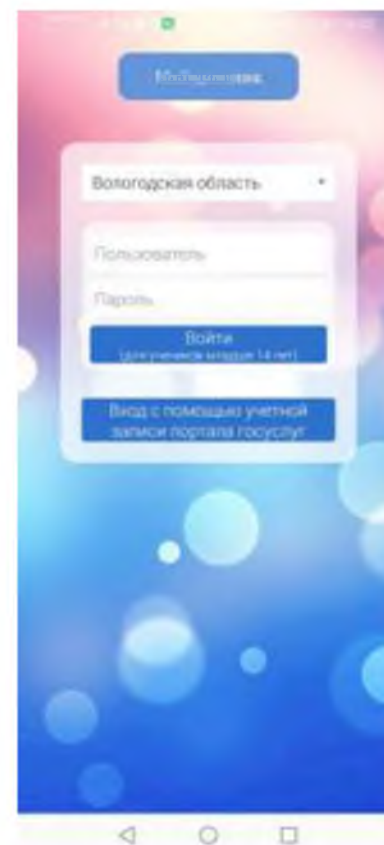 Вологодская область
Пользователь
Пароль
Войти
(для учеников младше 14 лет)
Вход с помощью учетной
записи портала госуслуг